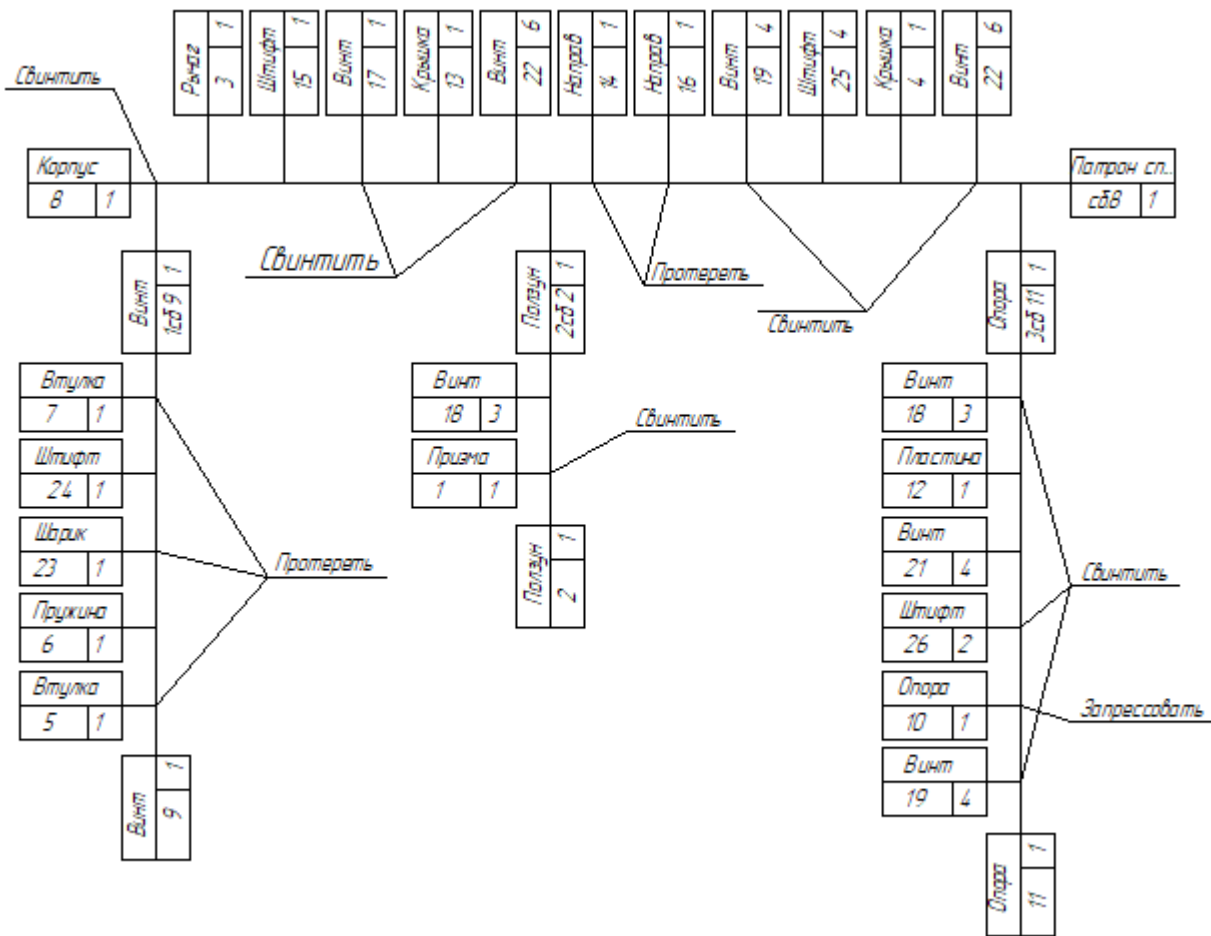 Рычаг 3 1
Штифт 15 1
Винт 17 1
Крышка 13 1
Винт 22 6
Направ 14 1
Направ 16 1
Винт 19 4
Штифт 25 4
Крышка 4 1
Винт 22 6
Свинтить
Корпус
8 1
Патрон сп..
сб8 1
Свинтить
Протереть
Свинтить
Винт 1сб 9 1
Ползун 2сб 2 1
Опора 3сб 11 1
Втулка
7 1
Штифт
24 1
Шарик
23 1
Пружина
6 1
Втулка
5 1
Протереть
Винт 9 1
Винт
18 3
Призма
1 1
Свинтить
Ползун 2 1
Винт
18 3
Пластина
12 1
Винт
21 4
Штифт
26 2
Опора
10 1
Винт
19 4
Свинтить
Запрессовать
Опора 11 1